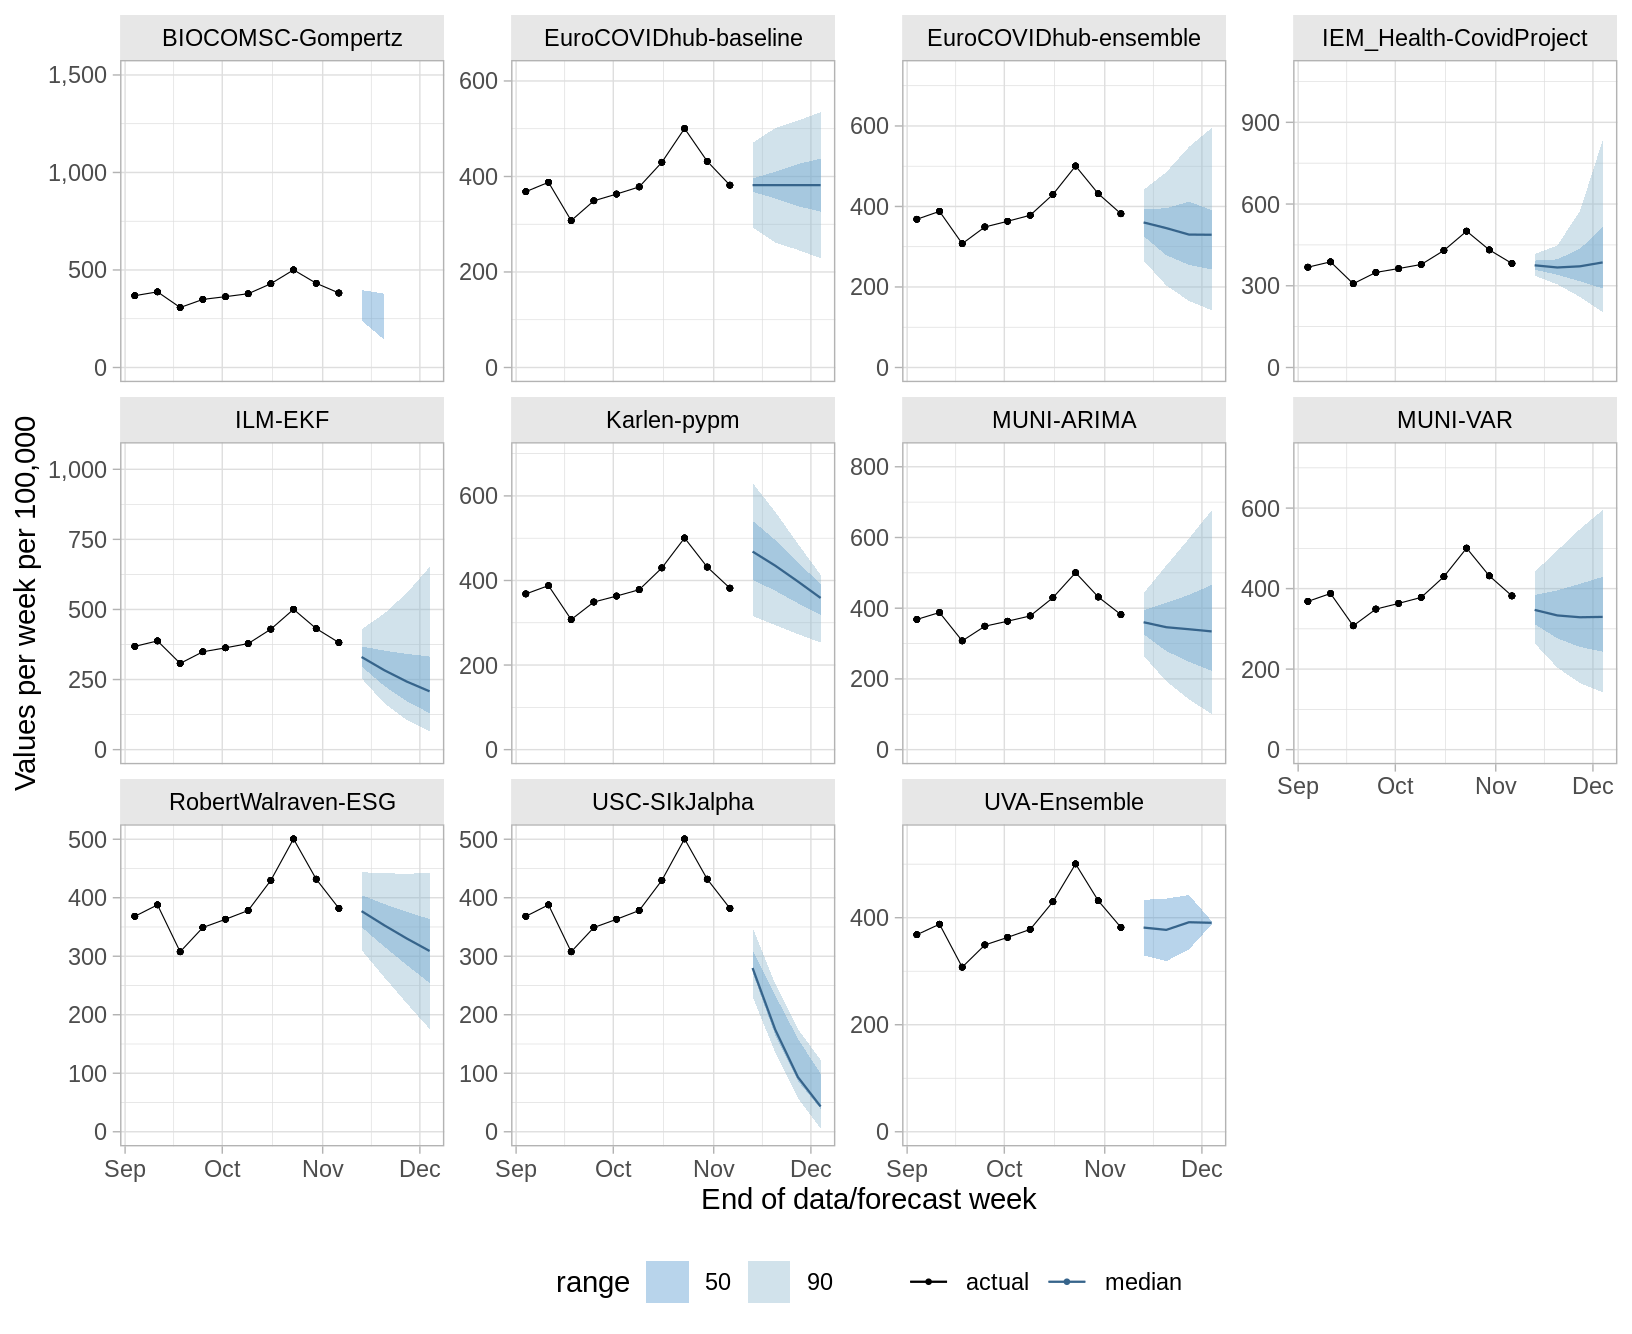 BIOCOMSC-Gompertz
EuroCOVIDhub-baseline
EuroCOVIDhub-ensemble
IEM_Health-CovidProject
1,500
1,000
500
0
600
400
200
0
600
400
200
0
900
600
300
0
ILM-EKF
Karlen-pypm
MUNI-ARIMA
MUNI-VAR
1,000
750
500
250
0
600
400
200
0
800
600
400
200
0
600
400
200
0
Sep Oct Nov Dec
RobertWalraven-ESG
USC-SIkJalpha
UVA-Ensemble
500
400
300
200
100
0
500
400
300
200
100
0
400
200
0
Sep Oct Nov Dec
Sep Oct Nov Dec
Sep Oct Nov Dec
Values per week per 100,000
End of data/forecast week
range 50 90 actual median